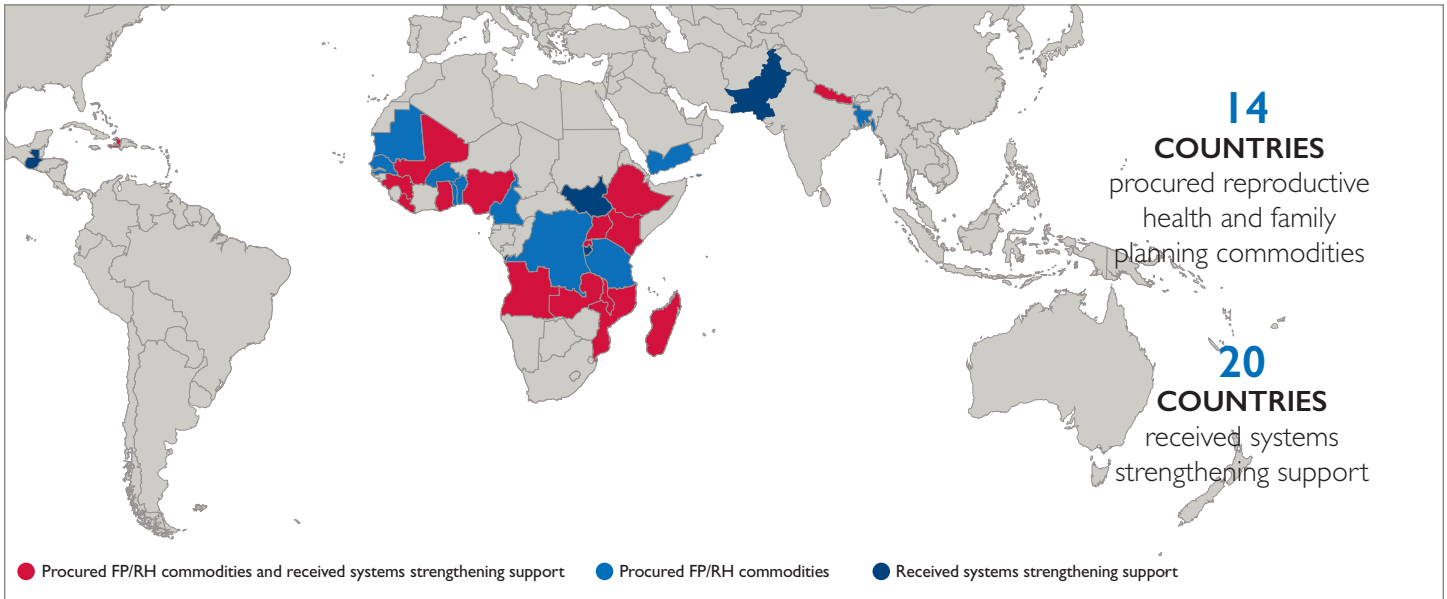 14
COUNTRIES
procured reproductive
health and family
planning commodities
20
COUNTRIES
received systems
strengthening support
Procured FP/RH commodities and received systems strengthening support
Procured FP/RH commodities
Received systems strengthening support